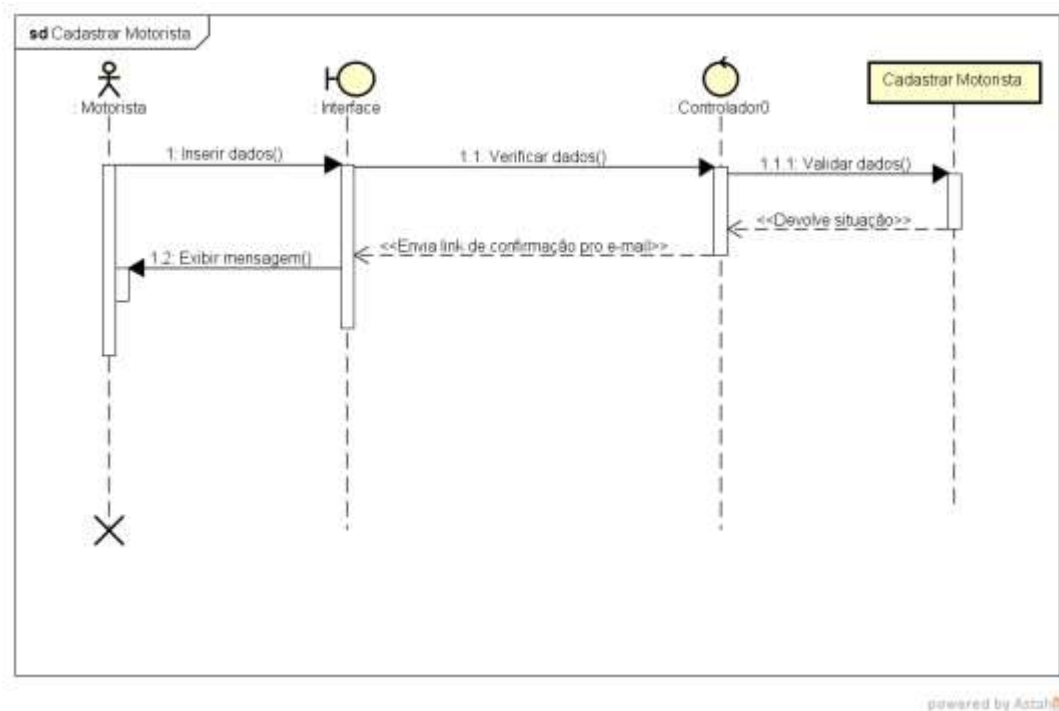 sd Cadastrar Motorista
: Motorista
: Interface
: Controlador0
Cadastrar Motorista
1: Inserir dados()
1.1: Verificar dados()
1.1.1: Validar dados()
<<Devolve situação>>
<<Envia link de confirmação pro e-mail>>
1.2: Exibir mensagem()
powered by Astah